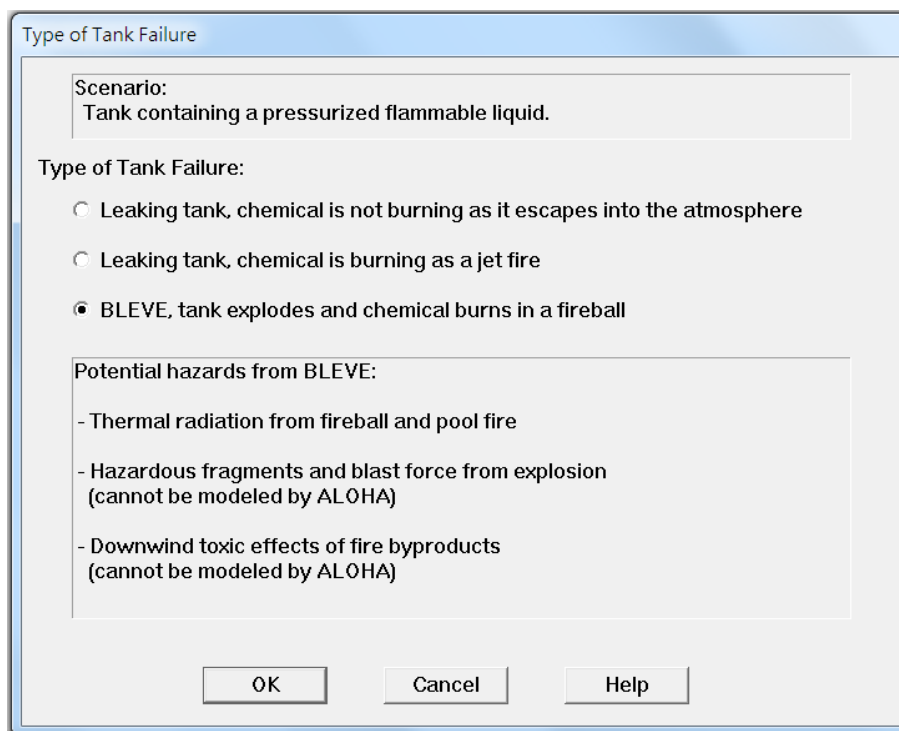 Type of Tank Failure
Scenario:
Tank containing a pressurized flammable liquid.
Type of Tank Failure:
Leaking tank, chemical is not burning as it escapes into the atmosphere
Leaking tank, chemical is burning as a jet fire
BLEVE, tank explodes and chemical burns in a fireball
Potential hazards from BLEVE:
- Thermal radiation from fireball and pool fire
- Hazardous fragments and blast force from explosion
(cannot be modeled by ALOHA)
- Downwind toxic effects of fire byproducts
(cannot be modeled by ALOHA)
OK Cancel Help